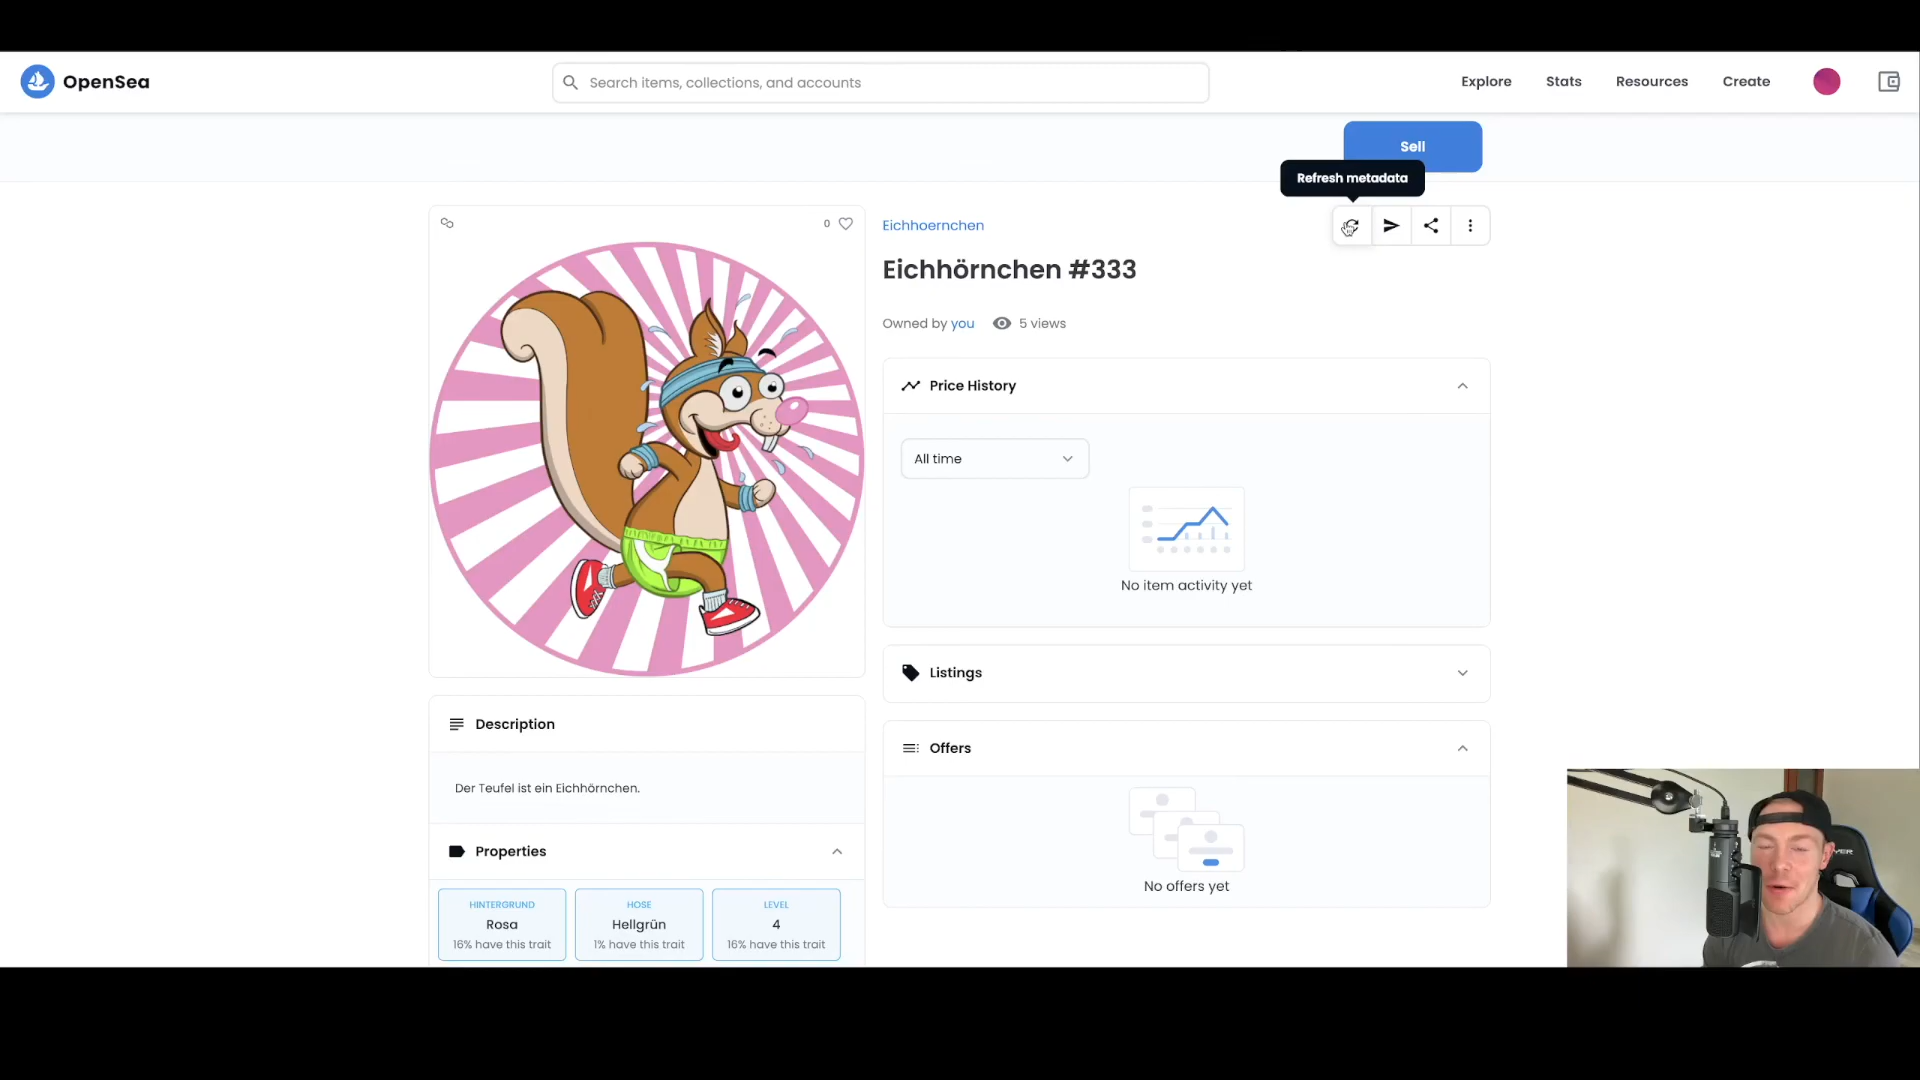 OpenSea
Search items, collections, and accounts
Explore
Stats
Resources
Create
Sell
Refresh metadata
0
Eichhoernchen
Eichhörnchen #333
Owned by you
5 views
Price History
All time
No item activity yet
Listings
Offers
No offers yet
Description
Der Teufel ist ein Eichhörnchen.
Properties
HINTERGRUND
Rosa
16% have this trait
HOSE
Hellgrün
1% have this trait
LEVEL
4
16% have this trait